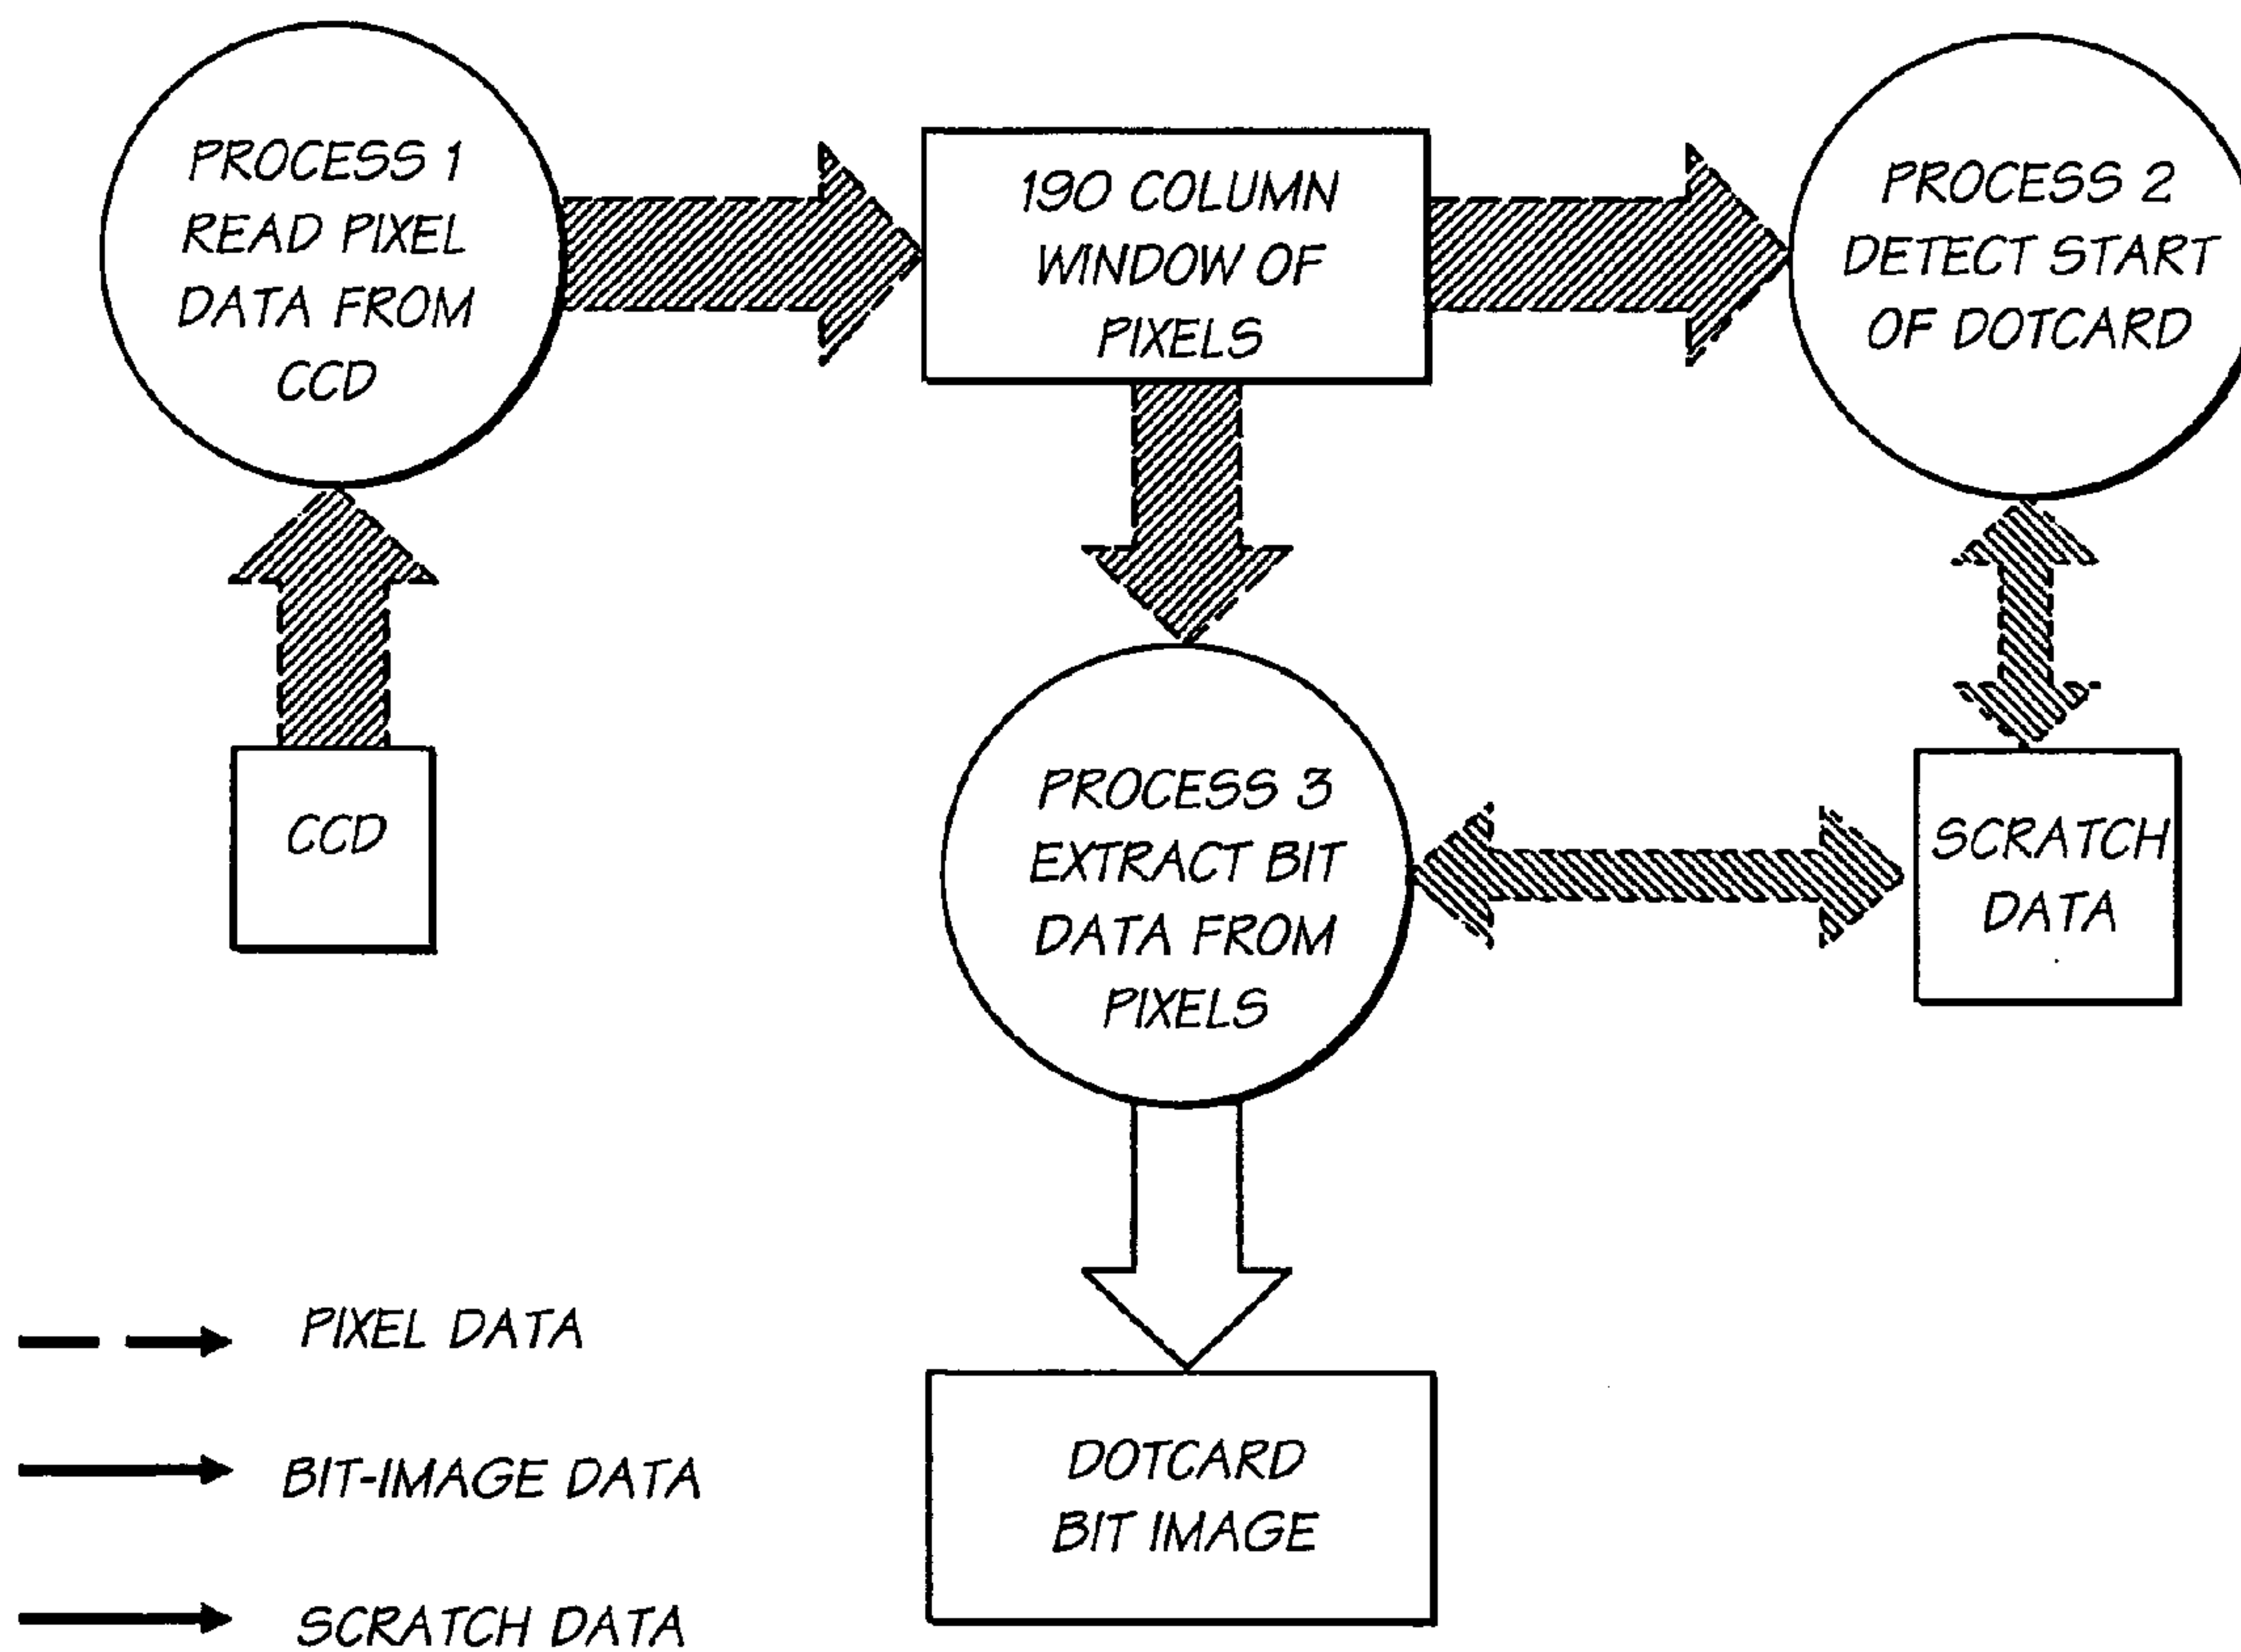 PROCESS 1
READ PIXEL
DATA FROM
CCD
190 COLUMN
WINDOW OF
PIXELS
PROCESS 2
DETECT START
OF DOTCARD
CCD
PROCESS 3
EXTRACT BIT
DATA FROM
PIXELS
SCRATCH
DATA
DOTCARD
BIT IMAGE
PIXEL DATA
BIT-IMAGE DATA
SCRATCH DATA